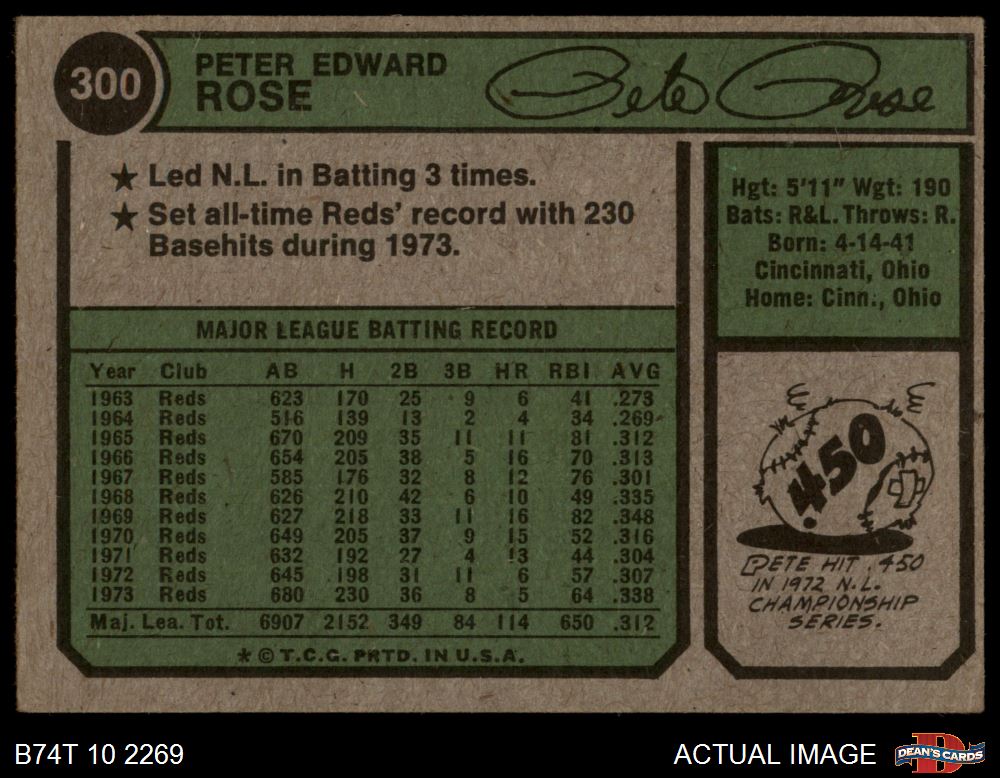 300
PETER EDWARD
ROSE
Pete Rose
★ Led N.L. in Batting 3 times.
★ Set all-time Reds' record with 230
Basehits during 1973.
Hgt: 5'11" Wgt: 190
Bats: R&L. Throws: R.
Born: 4-14-41
Cincinnati, Ohio
Home: Cinn., Ohio
MAJOR LEAGUE BATTING RECORD
Year Club AB H 2B 3B HR RBI AVG
1963 Reds 623 170 25 9 6 41 .273
1964 Reds 516 139 13 2 4 34 .269
1965 Reds 670 209 35 11 11 81 .312
1966 Reds 654 205 38 5 16 70 .313
1967 Reds 585 176 32 8 12 76 .301
1968 Reds 626 210 42 6 10 49 .335
1969 Reds 627 218 33 11 16 82 .348
1970 Reds 649 205 37 9 15 52 .316
1971 Reds 632 192 27 4 13 44 .304
1972 Reds 645 198 31 11 6 57 .307
1973 Reds 680 230 36 8 5 64 .338
Maj. Lea. Tot. 6907 2152 349 84 114 650 .312
* © T.C.G. PRTD. IN U.S.A.
.450
PETE HIT .450
IN 1972 N.L.
CHAMPIONSHIP
SERIES.
B74T 10 2269
ACTUAL IMAGE
DEAN'S CARDS